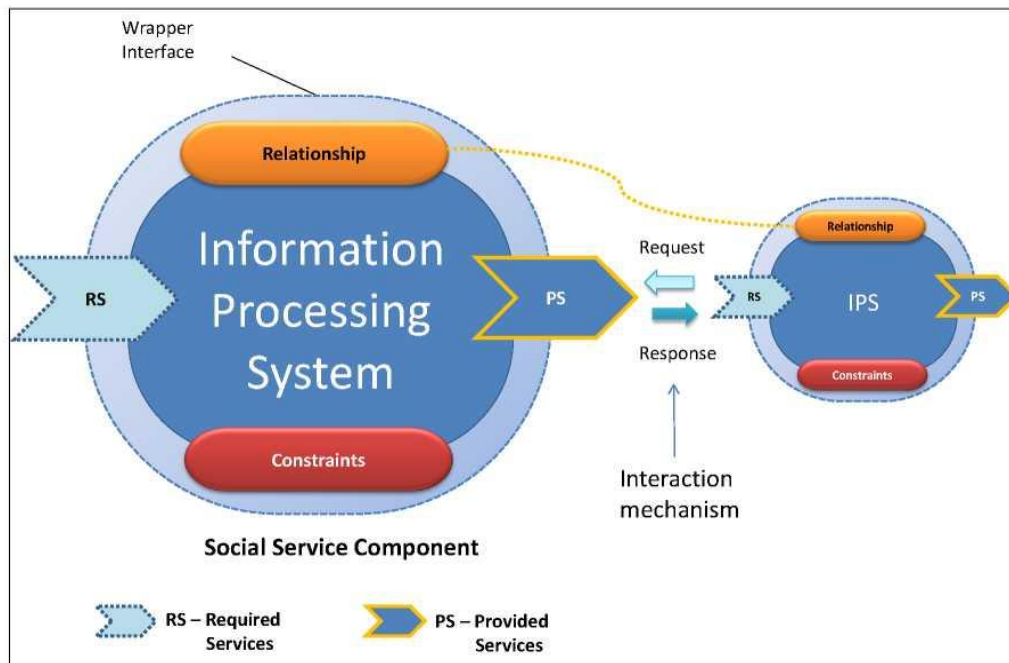 Wrapper
Interface
Relationship
Information
Processing
System
RS
PS
Constraints
Request
Response
Relationship
RS
IPS
PS
Constraints
Interaction
mechanism
Social Service Component
RS – Required
Services
PS – Provided
Services